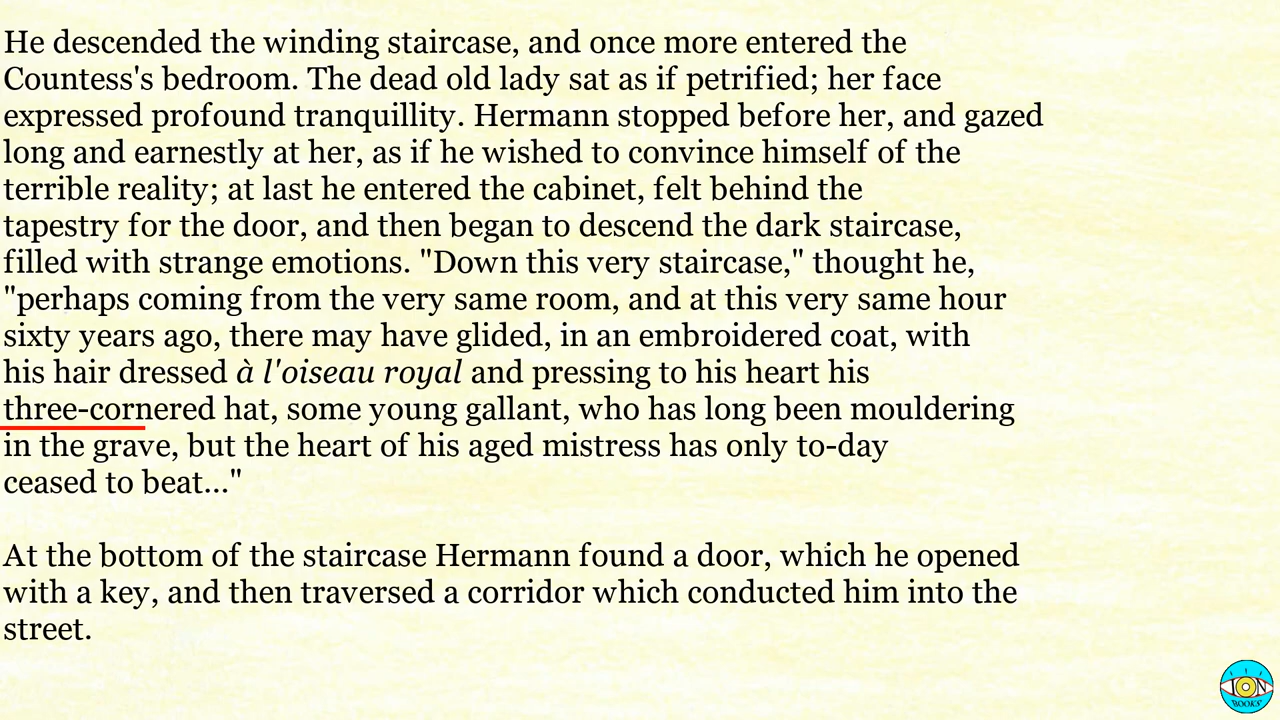 He descended the winding staircase, and once more entered the
Countess's bedroom. The dead old lady sat as if petrified; her face
expressed profound tranquillity. Hermann stopped before her, and gazed
long and earnestly at her, as if he wished to convince himself of the
terrible reality; at last he entered the cabinet, felt behind the
tapestry for the door, and then began to descend the dark staircase,
filled with strange emotions. "Down this very staircase," thought he,
"perhaps coming from the very same room, and at this very same hour
sixty years ago, there may have glided, in an embroidered coat, with
his hair dressed à l'oiseau royal and pressing to his heart his
three-cornered hat, some young gallant, who has long been mouldering
in the grave, but the heart of his aged mistress has only to-day
ceased to beat..."
At the bottom of the staircase Hermann found a door, which he opened
with a key, and then traversed a corridor which conducted him into the
street.
ION
BOOKS